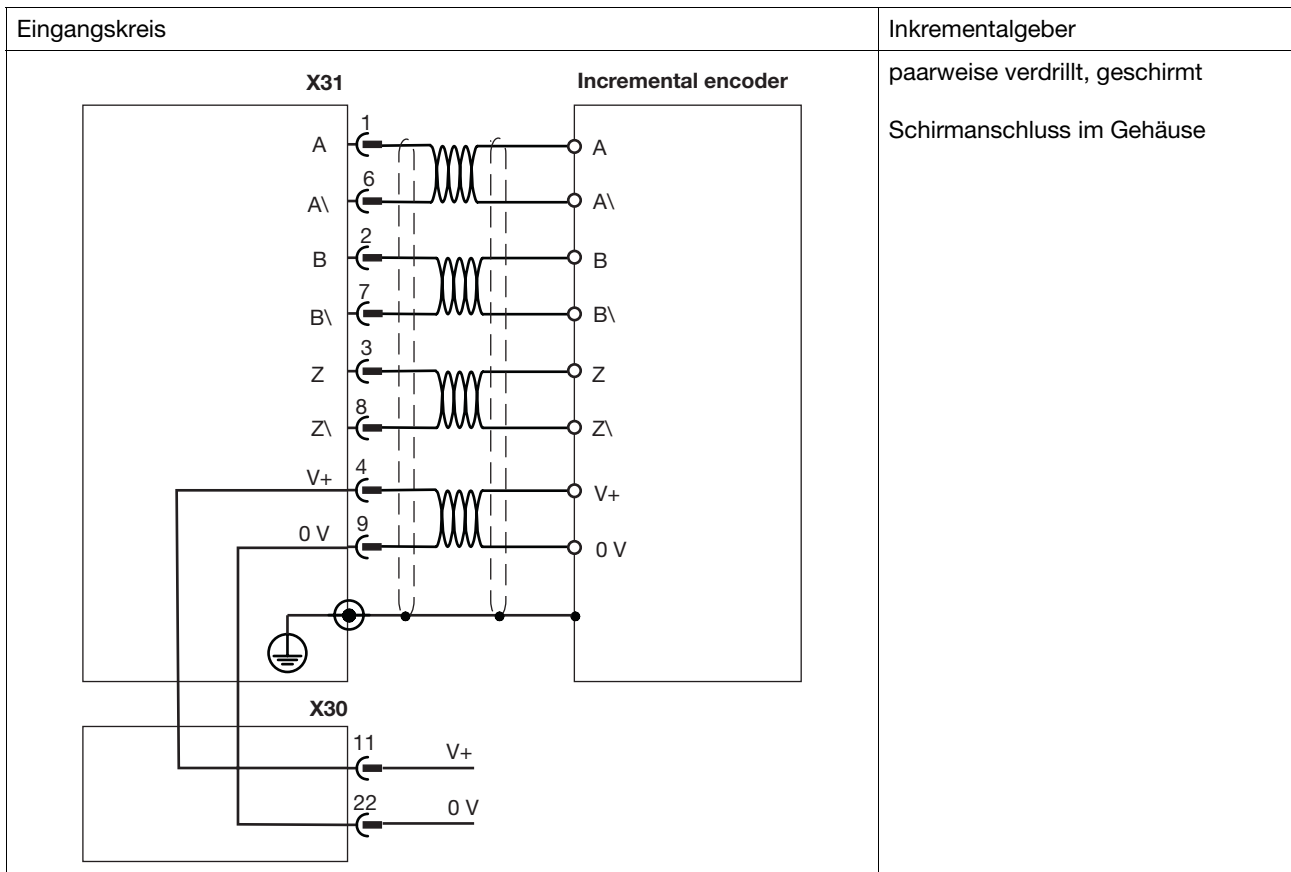 Eingangskreis
Inkrementalgeber
paarweise verdrillt, geschirmt
Schirmanschluss im Gehäuse
X31
Incremental encoder
A 1 A
A\ 6 A\
B 2 B
B\ 7 B\
Z 3 Z
Z\ 8 Z\
V+ 4 V+
0 V 9 0 V
X30
11 V+
22 0 V